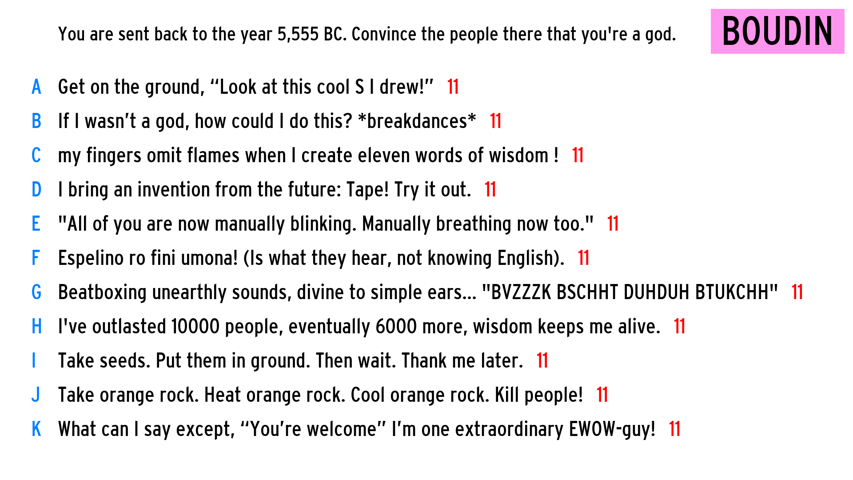 You are sent back to the year 5,555 BC. Convince the people there that you're a god.
BOUDIN
A Get on the ground, “Look at this cool S I drew!” 11
B If I wasn’t a god, how could I do this? *breakdances* 11
C my fingers omit flames when I create eleven words of wisdom ! 11
D I bring an invention from the future: Tape! Try it out. 11
E "All of you are now manually blinking. Manually breathing now too." 11
F Espelino ro fini umona! (Is what they hear, not knowing English). 11
G Beatboxing unearthly sounds, divine to simple ears... "BVZZZK BSCHHT DUHDUH BTUKCHH" 11
H I've outlasted 10000 people, eventually 6000 more, wisdom keeps me alive. 11
I Take seeds. Put them in ground. Then wait. Thank me later. 11
J Take orange rock. Heat orange rock. Cool orange rock. Kill people! 11
K What can I say except, “You’re welcome” I’m one extraordinary EWOW-guy! 11